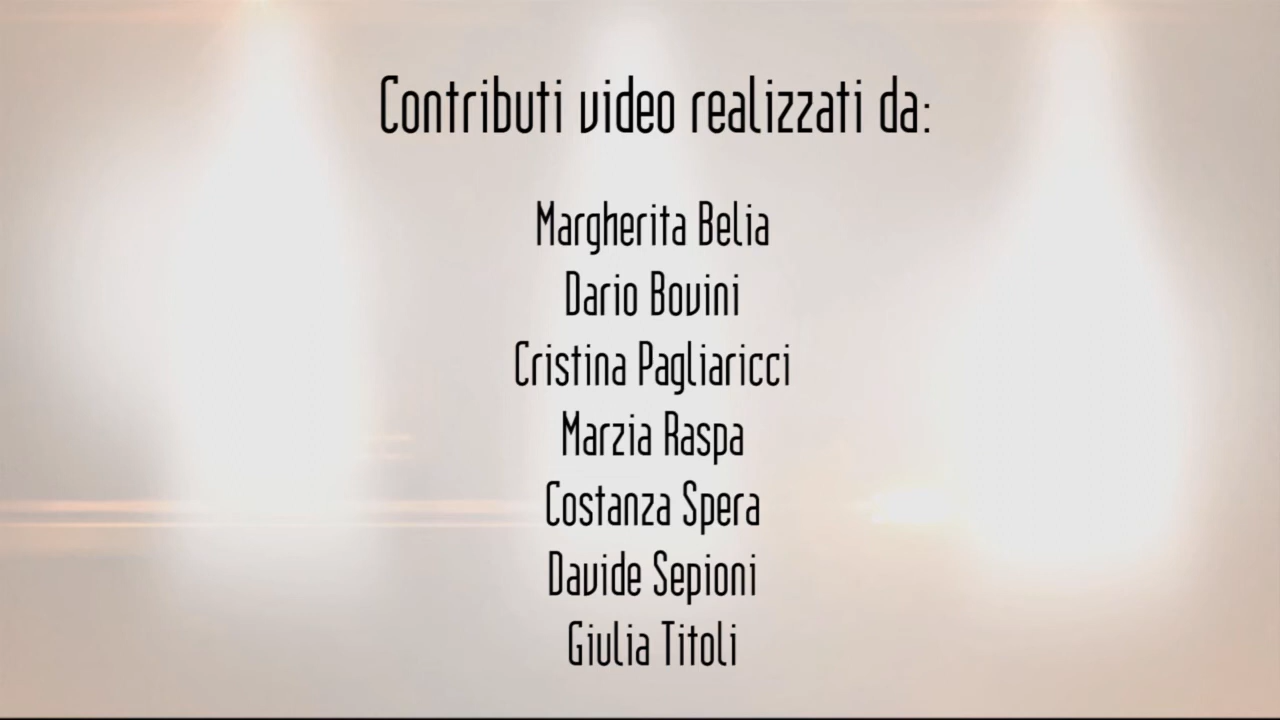 Contributi video realizzati da:
Margherita Belia
Dario Bovini
Cristina Pagliaricci
Marzia Raspa
Costanza Spera
Davide Sepioni
Giulia Titoli